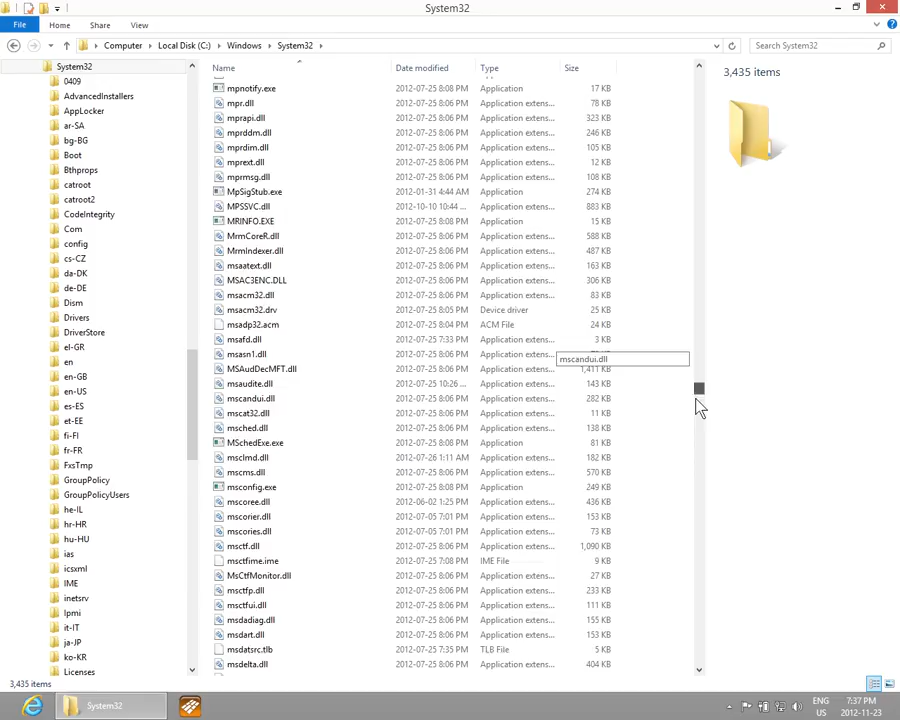 System32
File Home Share View
Computer Local Disk (C:) Windows System32 Search System32
System32
0409
AdvancedInstallers
AppLocker
ar-SA
bg-BG
Boot
Bthprops
catroot
catroot2
CodeIntegrity
Com
config
cs-CZ
da-DK
de-DE
Dism
Drivers
DriverStore
el-GR
en
en-GB
en-US
es-ES
et-EE
fi-FI
fr-FR
FxsTmp
GroupPolicy
GroupPolicyUsers
he-IL
hr-HR
hu-HU
ias
icsxml
IME
inetsrv
Ipmi
it-IT
ja-JP
ko-KR
Licenses
Name Date modified Type Size
mpnotify.exe 2012-07-25 8:08 PM Application 17 KB
mpr.dll 2012-07-25 8:06 PM Application extens... 78 KB
mprapi.dll 2012-07-25 8:06 PM Application extens... 323 KB
mprddm.dll 2012-07-25 8:06 PM Application extens... 246 KB
mprdim.dll 2012-07-25 8:06 PM Application extens... 105 KB
mprext.dll 2012-07-25 8:06 PM Application extens... 12 KB
mprmsg.dll 2012-07-25 8:06 PM Application extens... 108 KB
MpSigStub.exe 2012-01-31 4:44 AM Application 274 KB
MPSSVC.dll 2012-10-10 10:44 ... Application extens... 883 KB
MRINFO.EXE 2012-07-25 8:08 PM Application 15 KB
MrmCoreR.dll 2012-07-25 8:06 PM Application extens... 588 KB
MrmIndexer.dll 2012-07-25 8:06 PM Application extens... 487 KB
msaatext.dll 2012-07-25 8:06 PM Application extens... 163 KB
MSAC3ENC.DLL 2012-07-25 8:06 PM Application extens... 306 KB
msacm32.dll 2012-07-25 8:06 PM Application extens... 83 KB
msacm32.drv 2012-07-25 8:05 PM Device driver 25 KB
msadp32.acm 2012-07-25 8:04 PM ACM File 24 KB
msafd.dll 2012-07-25 7:33 PM Application extens... 3 KB
msasn1.dll 2012-07-25 8:06 PM Application extens... KB
mscandui.dll
MSAudDecMFT.dll 2012-07-25 8:06 PM Application extens... 1,411 KB
msaudite.dll 2012-07-25 10:26 ... Application extens... 143 KB
mscandui.dll 2012-07-25 8:06 PM Application extens... 282 KB
mscat32.dll 2012-07-25 8:06 PM Application extens... 11 KB
msched.dll 2012-07-25 8:06 PM Application extens... 138 KB
MSchedExe.exe 2012-07-25 8:08 PM Application 81 KB
msclmd.dll 2012-07-26 1:11 AM Application extens... 182 KB
mscms.dll 2012-07-25 8:06 PM Application extens... 570 KB
msconfig.exe 2012-07-25 8:08 PM Application 249 KB
mscoree.dll 2012-06-02 1:25 PM Application extens... 436 KB
mscorier.dll 2012-07-05 7:01 PM Application extens... 153 KB
mscories.dll 2012-07-05 7:01 PM Application extens... 73 KB
msctf.dll 2012-07-25 8:06 PM Application extens... 1,090 KB
msctfime.ime 2012-07-25 7:08 PM IME File 9 KB
MsCtfMonitor.dll 2012-07-25 8:06 PM Application extens... 27 KB
msctfp.dll 2012-07-25 8:06 PM Application extens... 233 KB
msctfui.dll 2012-07-25 8:06 PM Application extens... 111 KB
msdadiag.dll 2012-07-25 8:06 PM Application extens... 155 KB
msdart.dll 2012-07-25 8:06 PM Application extens... 153 KB
msdatsrc.tlb 2012-07-25 7:35 PM TLB File 5 KB
msdelta.dll 2012-07-25 8:06 PM Application extens... 404 KB
3,435 items
3,435 items
System32
ENG 7:37 PM
US 2012-11-23